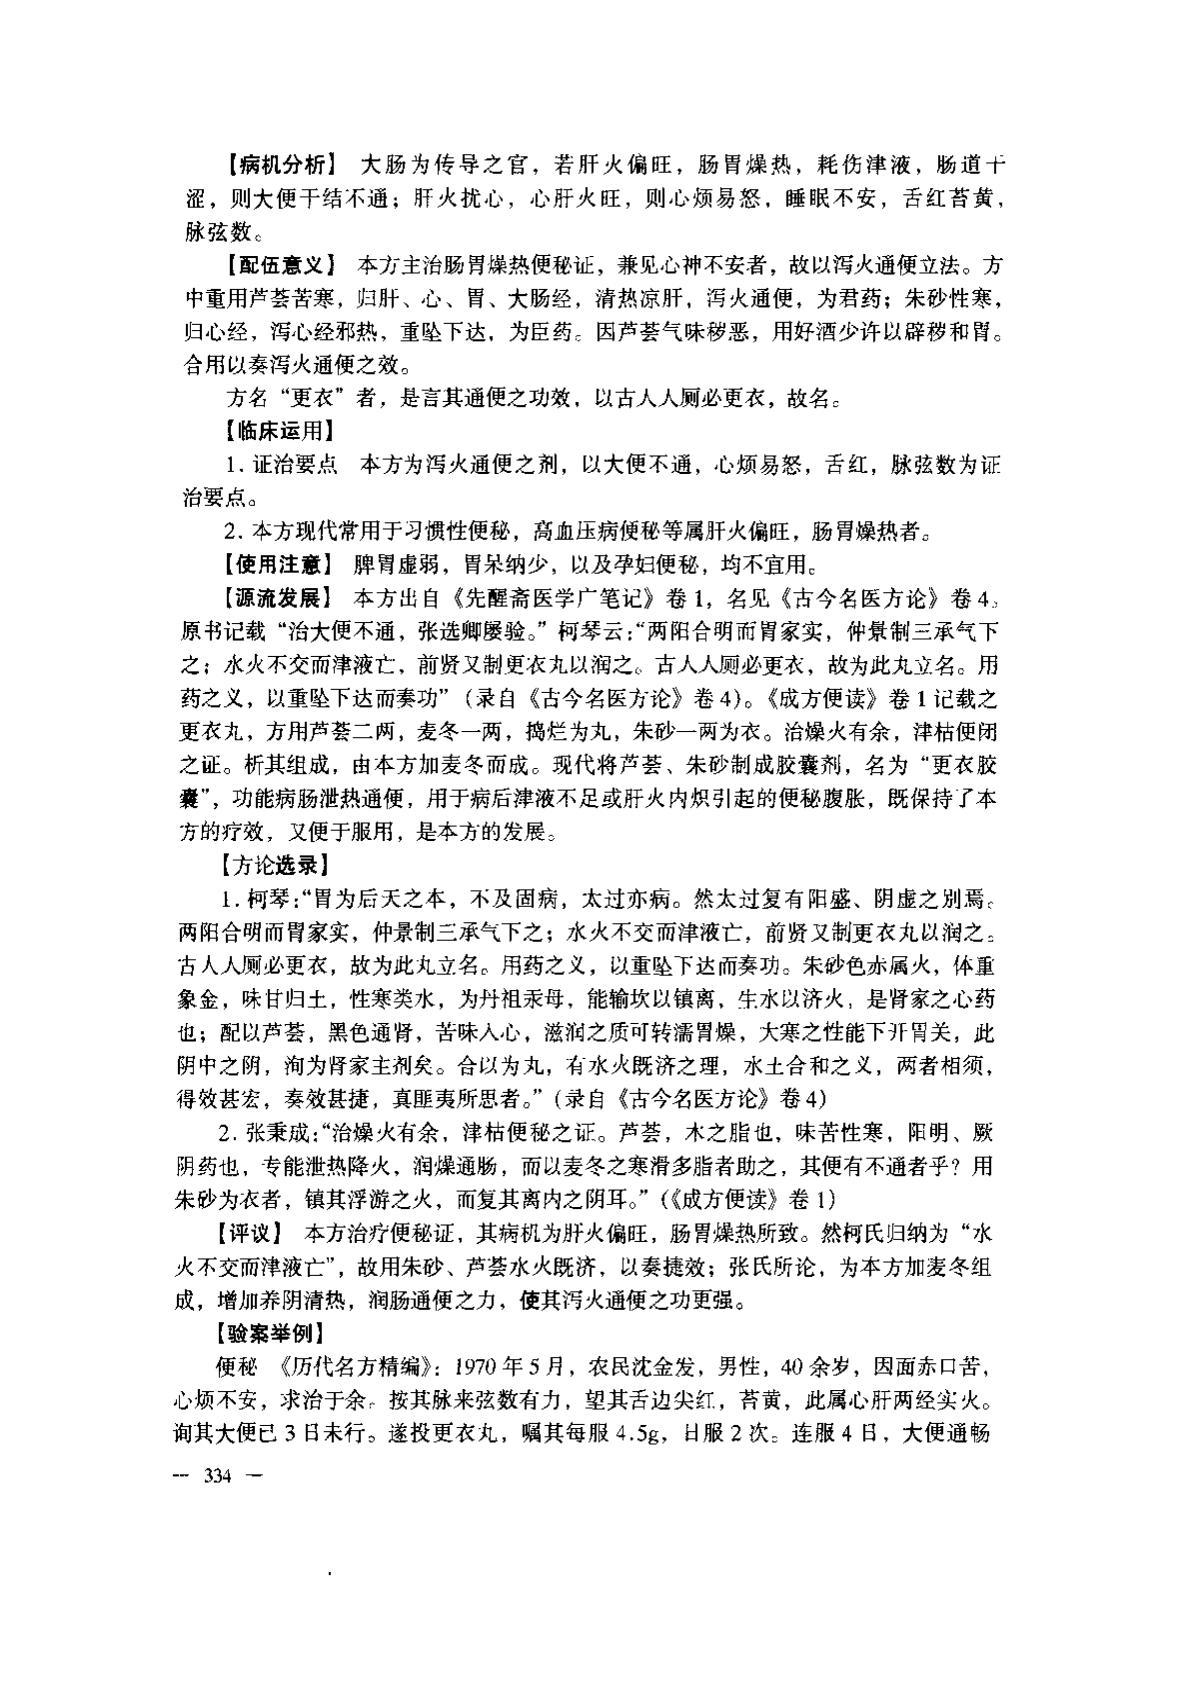 【病机分析】 大肠为传导之官，若肝火偏旺，肠胃燥热，耗伤津液，肠道干
涩，则大便干结不通；肝火扰心，心肝火旺，则心烦易怒，睡眠不安，舌红苔黄，
脉弦数。
【配伍意义】 本方主治肠胃燥热便秘证，兼见心神不安者，故以泻火通便立法。方
中重用芦荟苦寒，归肝、心、胃、大肠经，清热凉肝，泻火通便，为君药；朱砂性寒，
归心经，泻心经邪热，重坠下达，为臣药。因芦荟气味秽恶，用好酒少许以辟秽和胃。
合用以奏泻火通便之效。
方名“更衣”者，是言其通便之功效，以古人入厕必更衣，故名。
【临床运用】
1. 证治要点 本方为泻火通便之剂，以大便不通，心烦易怒，舌红，脉弦数为证
治要点。
2. 本方现代常用于习惯性便秘，高血压病便秘等属肝火偏旺，肠胃燥热者。
【使用注意】 脾胃虚弱，胃呆纳少，以及孕妇便秘，均不宜用。
【源流发展】 本方出自《先醒斋医学广笔记》卷 1，名见《古今名医方论》卷 4。
原书记载“治大便不通，张选卿屡验。”柯琴云：“两阳合明而胃家实，仲景制三承气下
之；水火不交而津液亡，前贤又制更衣丸以润之。古人入厕必更衣，故为此丸立名。用
药之义，以重坠下达而奏功”（录自《古今名医方论》卷 4）。《成方便读》卷 1 记载之
更衣丸，方用芦荟二两，麦冬一两，捣烂为丸，朱砂一两为衣。治燥火有余，津枯便闭
之证。析其组成，由本方加麦冬而成。现代将芦荟、朱砂制成胶囊剂，名为“更衣胶
囊”，功能病肠泄热通便，用于病后津液不足或肝火内炽引起的便秘腹胀，既保持了本
方的疗效，又便于服用，是本方的发展。
【方论选录】
1. 柯琴：“胃为后天之本，不及固病，太过亦病。然太过复有阳盛、阴虚之别焉。
两阳合明而胃家实，仲景制三承气下之；水火不交而津液亡，前贤又制更衣丸以润之。
古人入厕必更衣，故为此丸立名。用药之义，以重坠下达而奏功。朱砂色赤属火，体重
象金，味甘归土，性寒类水，为丹祖汞母，能输坎以镇离，生水以济火，是肾家之心药
也；配以芦荟，黑色通肾，苦味入心，滋润之质可转濡胃燥，大寒之性能下开胃关，此
阴中之阴，洵为肾家主剂矣。合以为丸，有水火既济之理，水土合和之义，两者相须，
得效甚宏，奏效甚捷，真匪夷所思者。”（录自《古今名医方论》卷 4）
2. 张秉成：“治燥火有余，津枯便秘之证。芦荟，木之脂也，味苦性寒，阳明、厥
阴药也，专能泄热降火，润燥通肠，而以麦冬之寒滑多脂者助之，其便有不通者乎？用
朱砂为衣者，镇其浮游之火，而复其离内之阴耳。”（《成方便读》卷 1）
【评议】 本方治疗便秘证，其病机为肝火偏旺，肠胃燥热所致。然柯氏归纳为“水
火不交而津液亡”，故用朱砂、芦荟水火既济，以奏捷效；张氏所论，为本方加麦冬组
成，增加养阴清热，润肠通便之力，使其泻火通便之功更强。
【验案举例】
便秘 《历代名方精编》：1970 年 5 月，农民沈金发，男性，40 余岁，因面赤口苦，
心烦不安，求治于余。按其脉来弦数有力，望其舌边尖红，苔黄，此属心肝两经实火。
询其大便已 3 日未行。遂投更衣丸，嘱其每服 4.5g，日服 2 次。连服 4 日，大便通畅
— 334 —